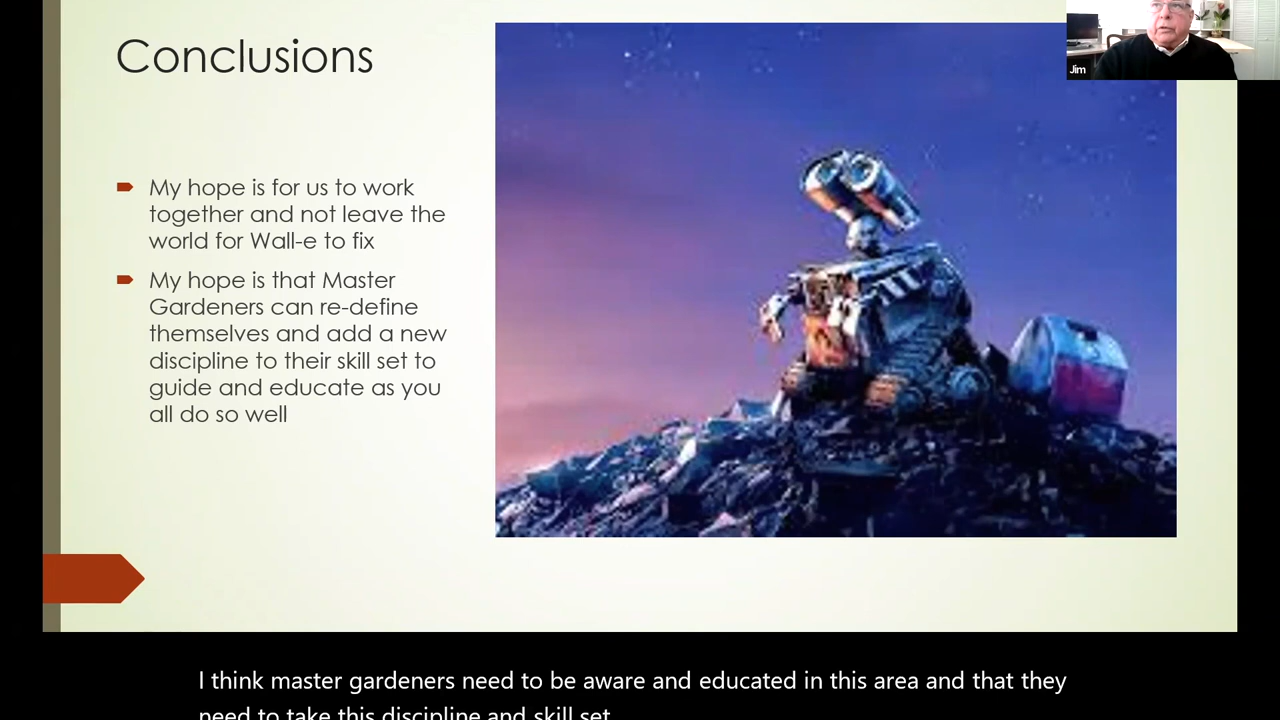 Conclusions
My hope is for us to work
together and not leave the
world for Wall-e to fix
My hope is that Master
Gardeners can re-define
themselves and add a new
discipline to their skill set to
guide and educate as you
all do so well
Jim
I think master gardeners need to be aware and educated in this area and that they
need to take this discipline and skill set